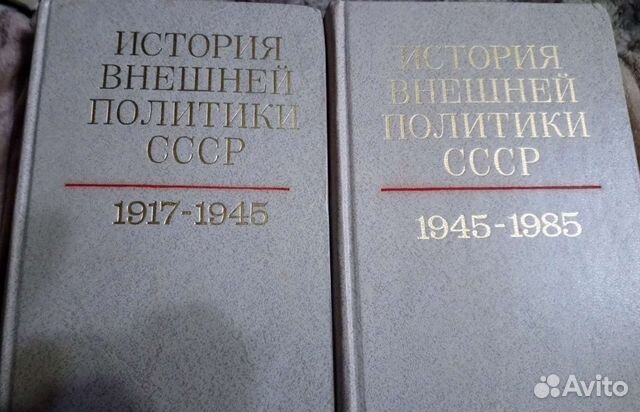 ИСТОРИЯ
ВНЕШНЕЙ
ПОЛИТИКИ
СССР
1917-1945
ИСТОРИЯ
ВНЕШНЕЙ
ПОЛИТИКИ
СССР
1945-1985
Avito